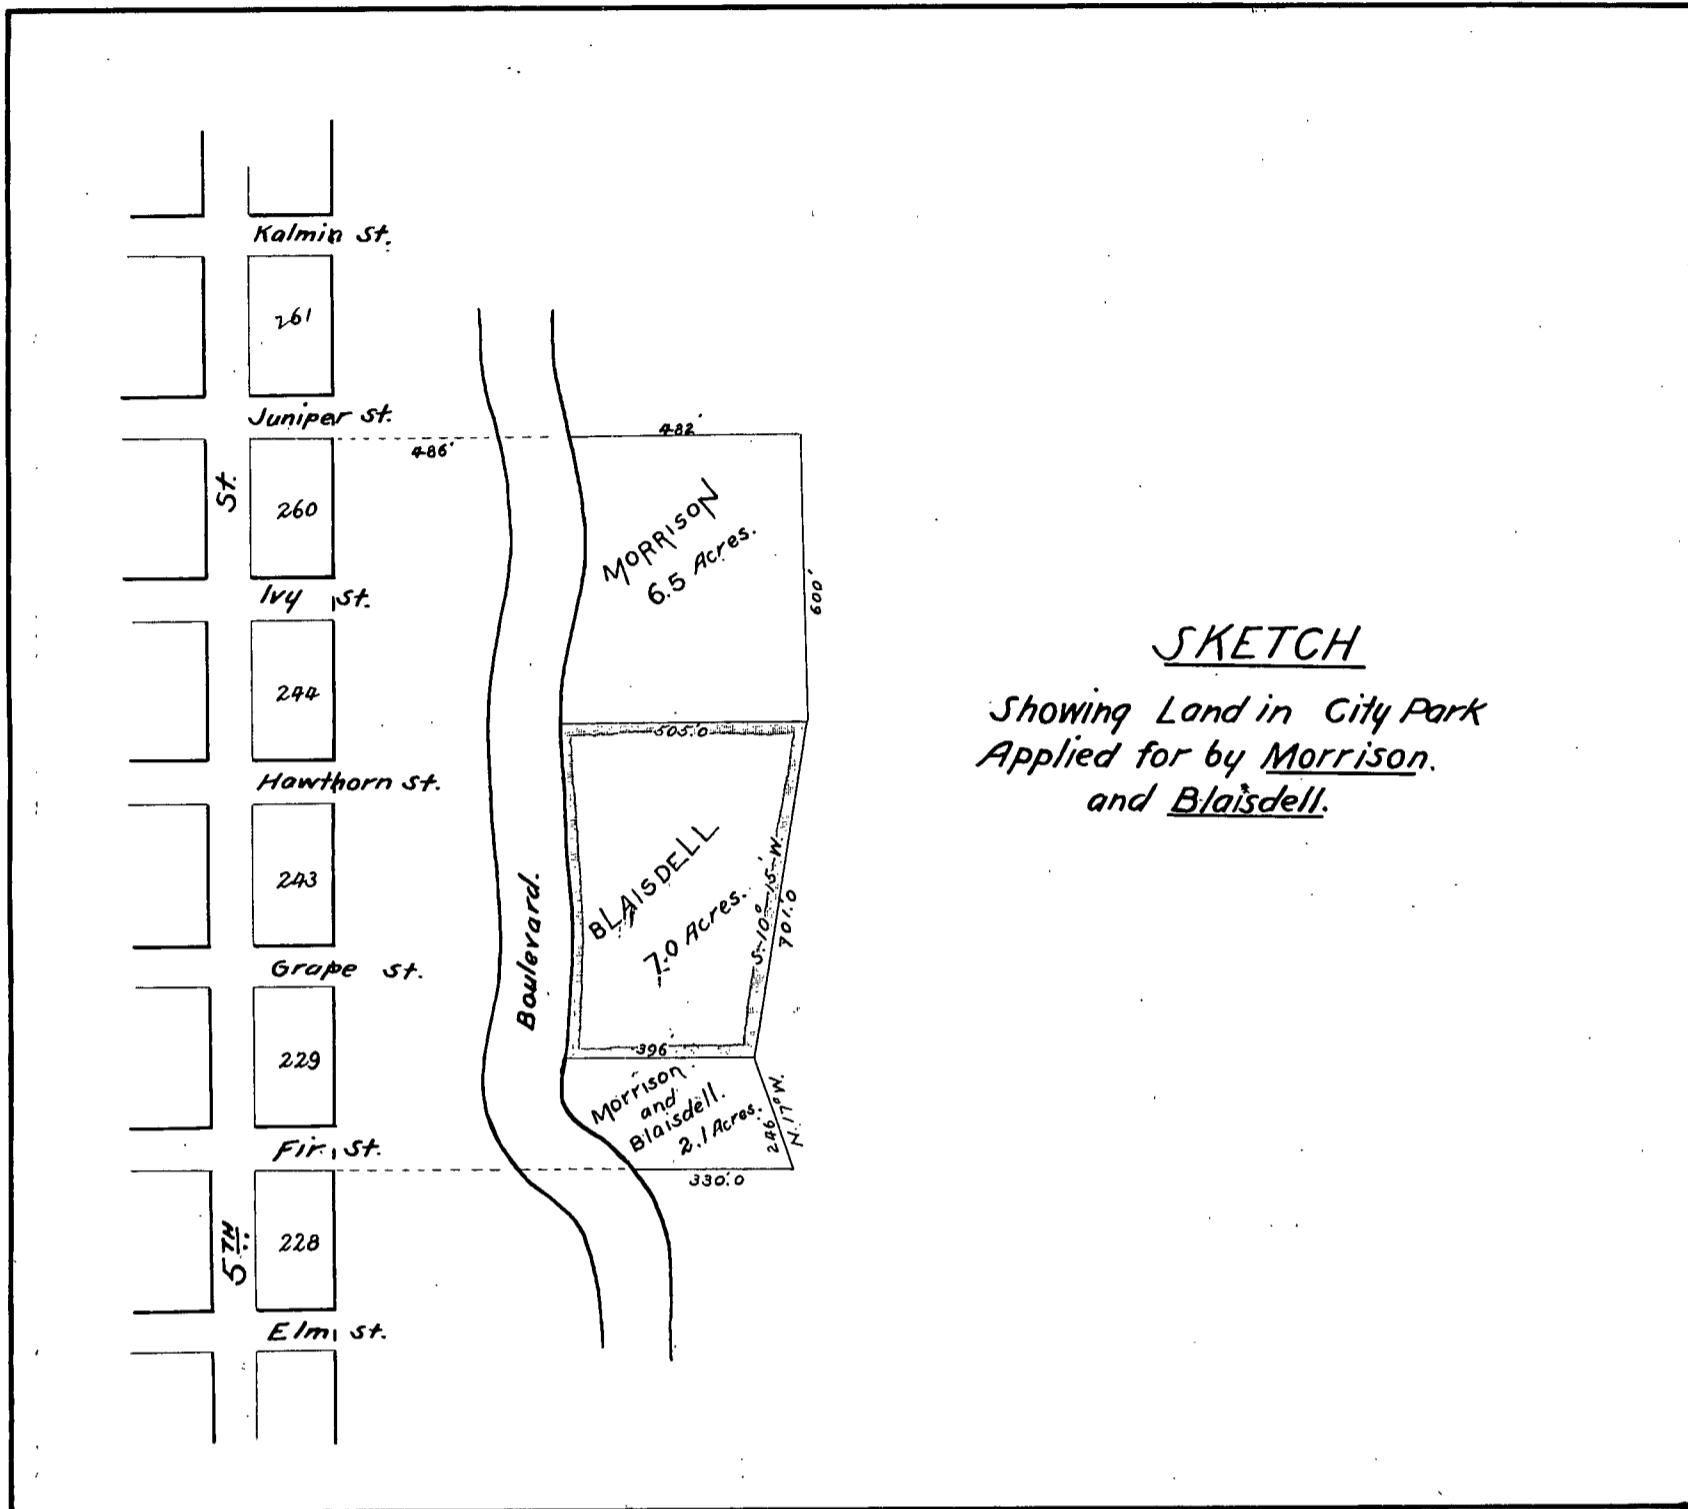 Kalmin St.
261
Juniper St.
486'
482'
St.
260
MORRISON
6.5 Acres.
600'
Ivy St.
244
505.'0
Hawthorn St.
243
BLAISDELL
7.0 Acres.
S-10°-15'-W.
701.'0
Boulevard.
Grape St.
229
396'
Morrison
and
Blaisdell.
2.1 Acres.
246
N.17°W.
Fir St.
330.'0
5TH
228
Elm St.
SKETCH
Showing Land in City Park
Applied for by Morrison.
and Blaisdell.